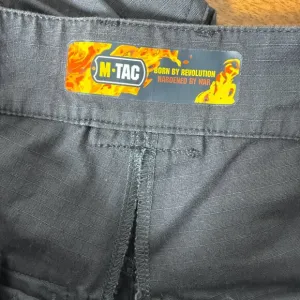 M-TAC
BORN BY REVOLUTION
HARDENED BY WAR